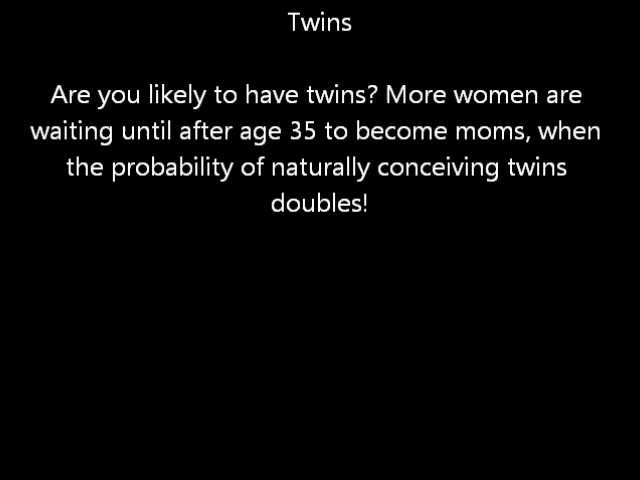 Twins
Are you likely to have twins? More women are
waiting until after age 35 to become moms, when
the probability of naturally conceiving twins
doubles!